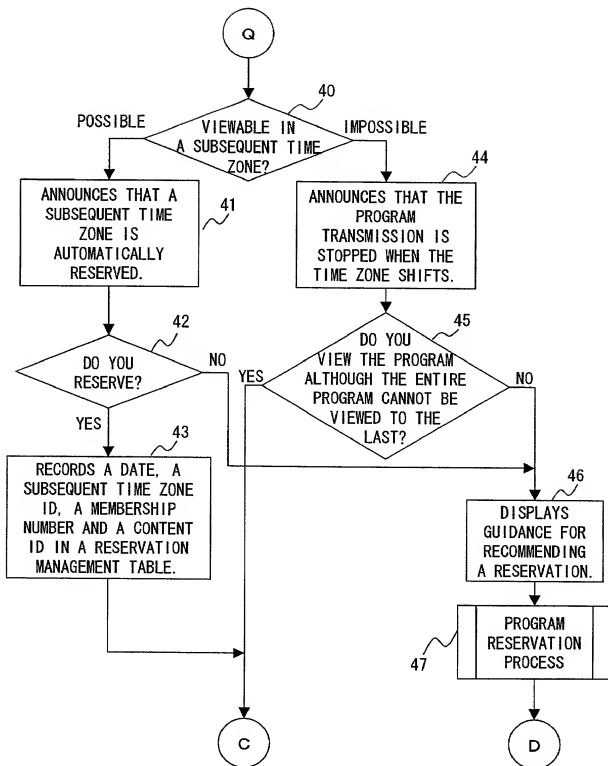 Q
40
VIEWABLE IN
A SUBSEQUENT TIME
ZONE?
POSSIBLE
IMPOSSIBLE
41
ANNOUNCES THAT A
SUBSEQUENT TIME
ZONE IS
AUTOMATICALLY
RESERVED.
44
ANNOUNCES THAT THE
PROGRAM
TRANSMISSION IS
STOPPED WHEN THE
TIME ZONE SHIFTS.
42
DO YOU
RESERVE?
NO
YES
45
DO YOU
VIEW THE PROGRAM
ALTHOUGH THE ENTIRE
PROGRAM CANNOT BE
VIEWED TO THE
LAST?
YES
NO
43
RECORDS A DATE, A
SUBSEQUENT TIME ZONE
ID, A MEMBERSHIP
NUMBER AND A CONTENT
ID IN A RESERVATION
MANAGEMENT TABLE.
46
DISPLAYS
GUIDANCE FOR
RECOMMENDING
A RESERVATION.
47
PROGRAM
RESERVATION
PROCESS
C
D